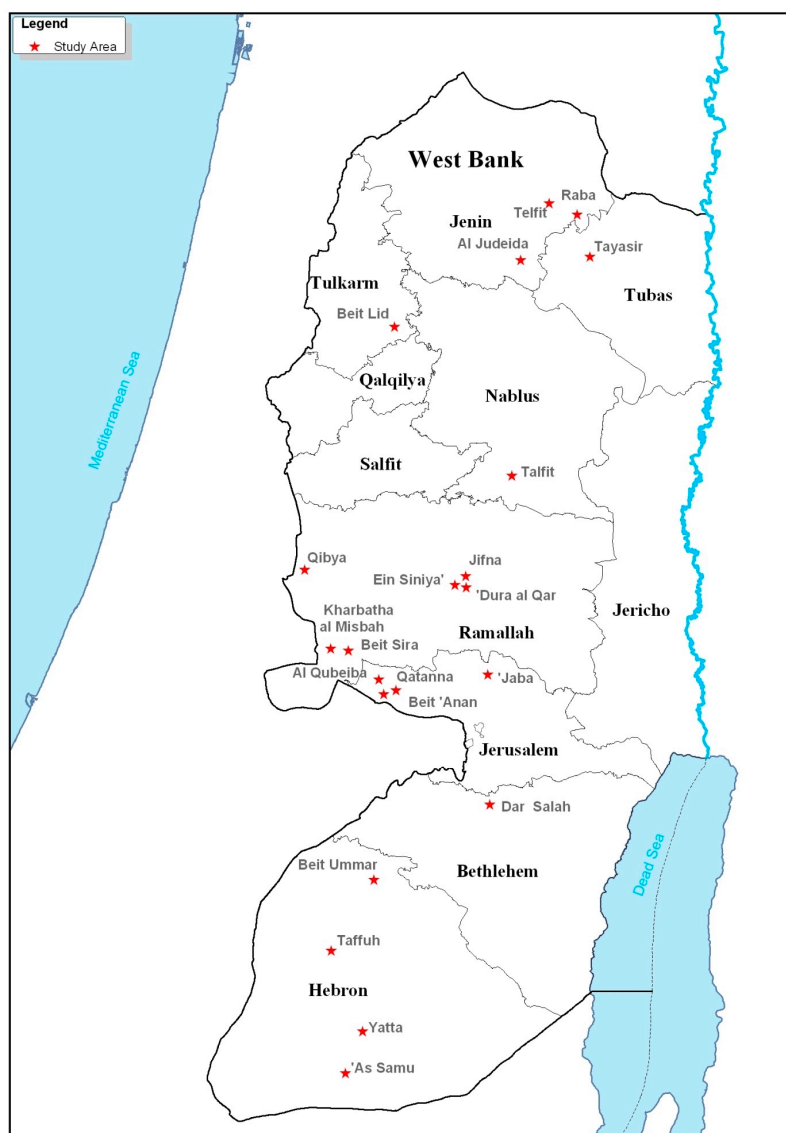 Legend
Study Area
West Bank
Raba
Telfit
Jenin
Al Judeida
Tayasir
Tulkarm
Tubas
Beit Lid
Mediterranean Sea
Qalqilya
Nablus
Salfit
Talfit
Qibya
Jifna
Ein Siniya'
'Dura al Qar
Jericho
Kharbatha
al Misbah
Ramallah
Beit Sira
Al Qubeiba
Qatanna
'Jaba
Beit 'Anan
Jerusalem
Dar Salah
Dead Sea
Beit Ummar
Bethlehem
Taffuh
Hebron
Yatta
'As Samu